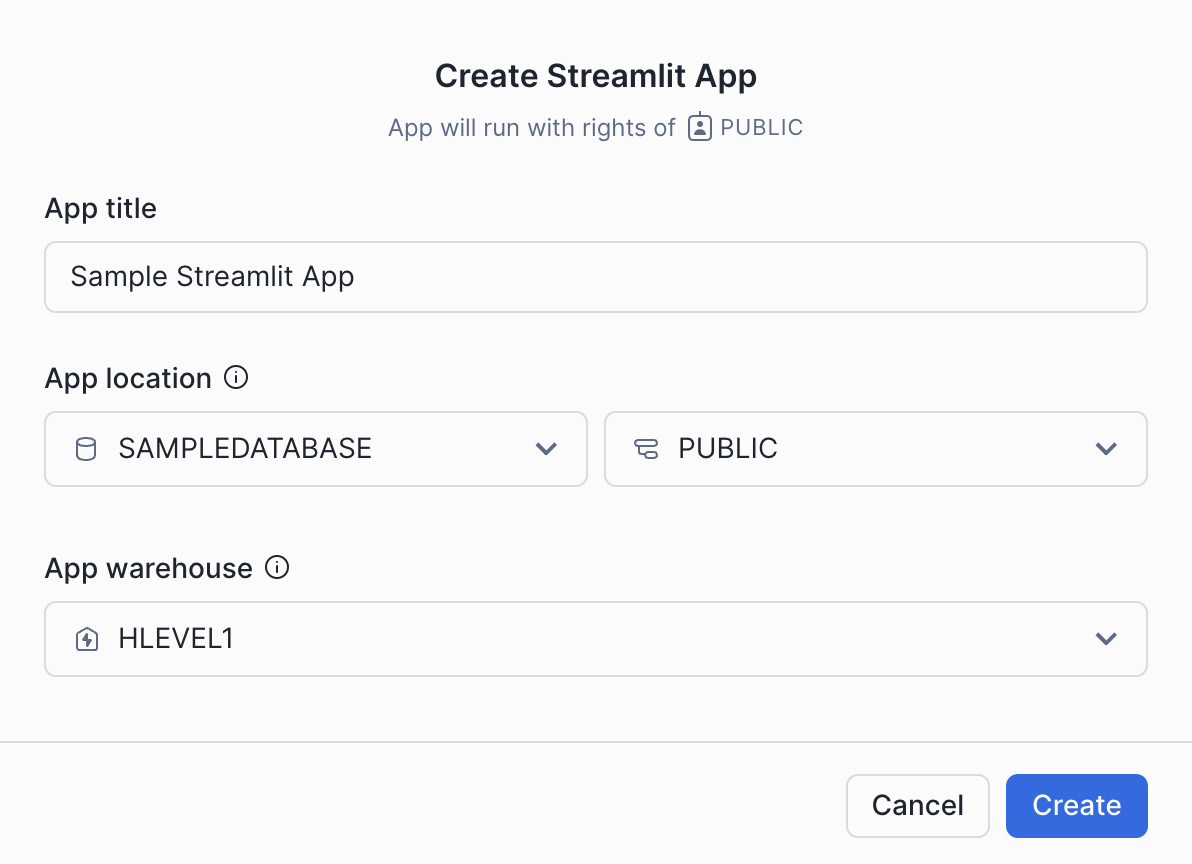 Create Streamlit App
App will run with rights of PUBLIC
App title
Sample Streamlit App
App location
SAMPLEDATABASE PUBLIC
App warehouse
HLEVEL1
Cancel Create